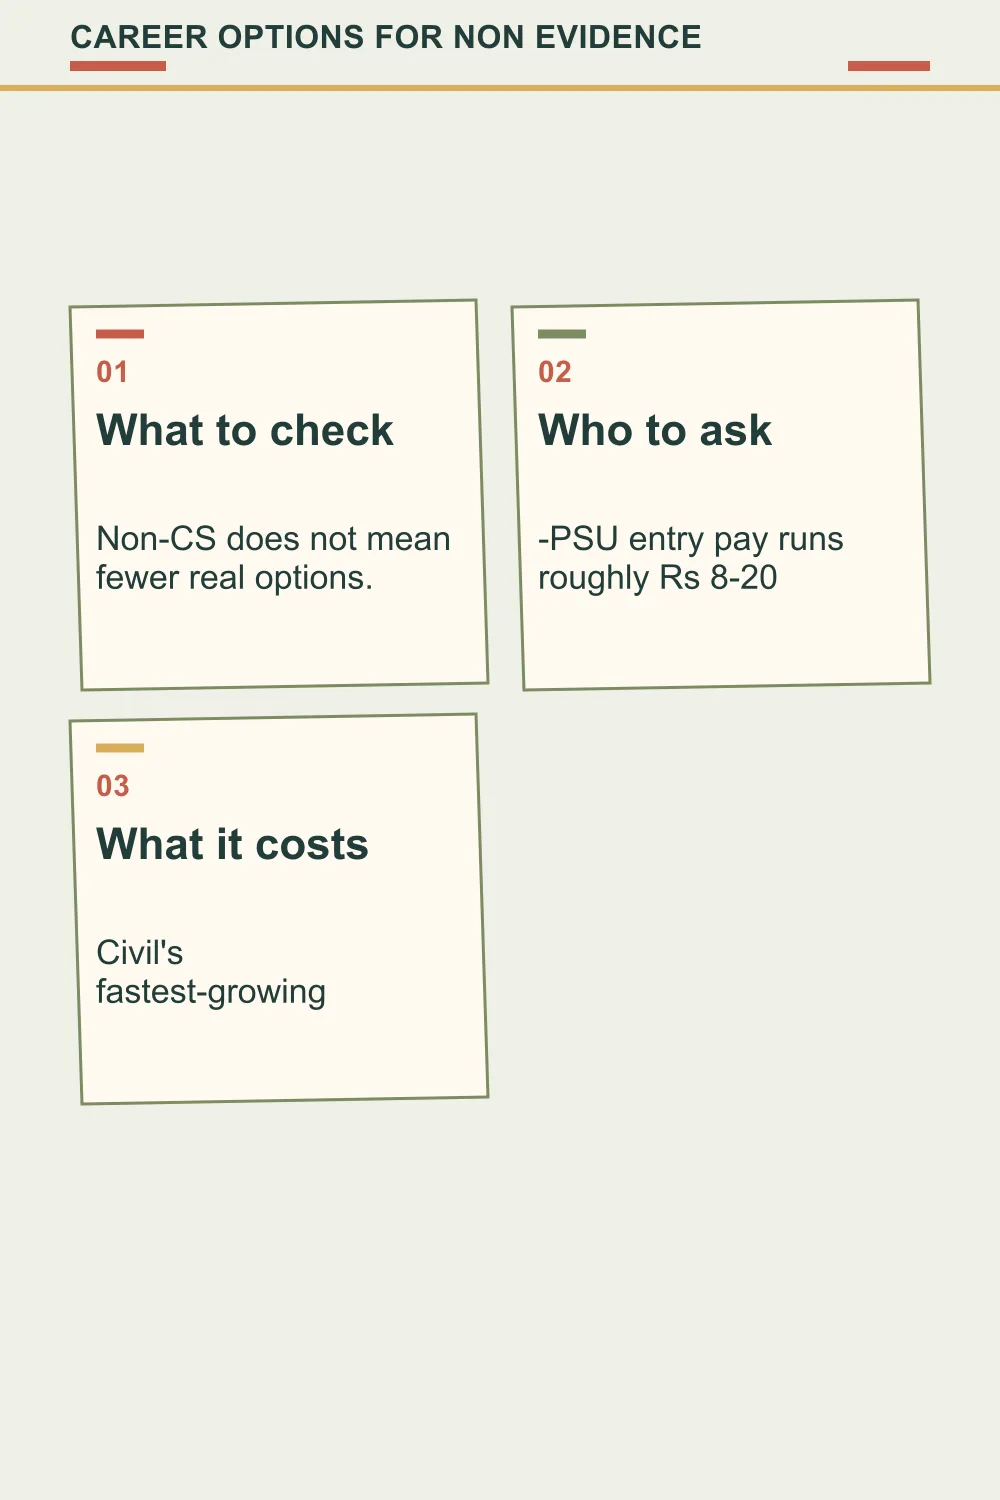 CAREER OPTIONS FOR NON EVIDENCE
01
What to check
Non-CS does not mean
fewer real options.
02
Who to ask
-PSU entry pay runs
roughly Rs 8-20
03
What it costs
Civil's
fastest-growing